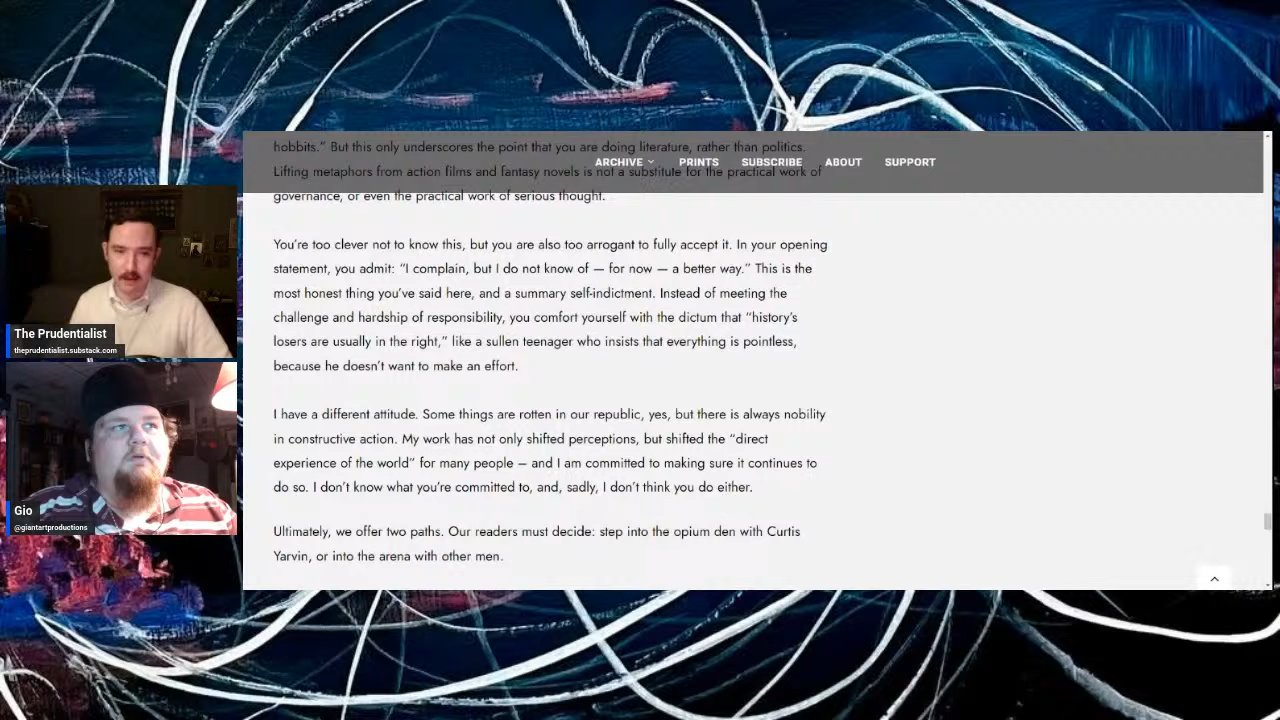 hobbits.” But this only underscores the point that you are doing literature, rather than politics.
ARCHIVE PRINTS SUBSCRIBE ABOUT SUPPORT
Lifting metaphors from action films and fantasy novels is not a substitute for the practical work of
governance, or even the practical work of serious thought.
You’re too clever not to know this, but you are also too arrogant to fully accept it. In your opening
statement, you admit: “I complain, but I do not know of – for now – a better way.” This is the
most honest thing you’ve said here, and a summary self-indictment. Instead of meeting the
challenge and hardship of responsibility, you comfort yourself with the dictum that “history’s
losers are usually in the right,” like a sullen teenager who insists that everything is pointless,
because he doesn’t want to make an effort.
I have a different attitude. Some things are rotten in our republic, yes, but there is always nobility
in constructive action. My work has not only shifted perceptions, but shifted the “direct
experience of the world” for many people – and I am committed to making sure it continues to
do so. I don’t know what you’re committed to, and, sadly, I don’t think you do either.
Ultimately, we offer two paths. Our readers must decide: step into the opium den with Curtis
Yarvin, or into the arena with other men.
The Prudentialist
theprudentialist.substack.com
Gio
@giantartproductions